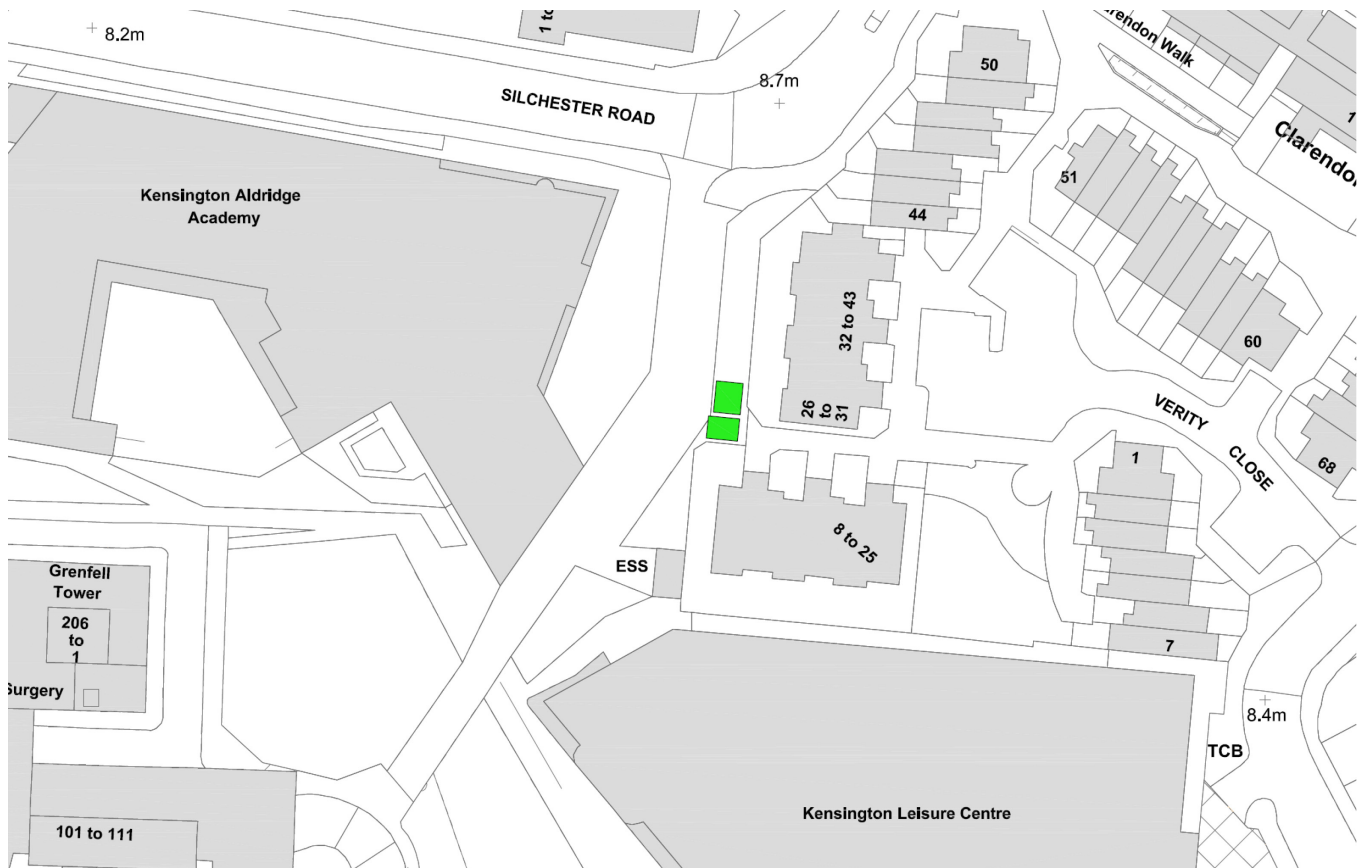 1 to
8.2m
SILCHESTER ROAD
8.7m
50
Clarendon
51
44
Kensington Aldridge
Academy
32 to 43
26
to
31
60
VERITY
CLOSE
68
1
8 to 25
ESS
7
Grenfell
Tower
206
to
1
Surgery
8.4m
TCB
Kensington Leisure Centre
101 to 111